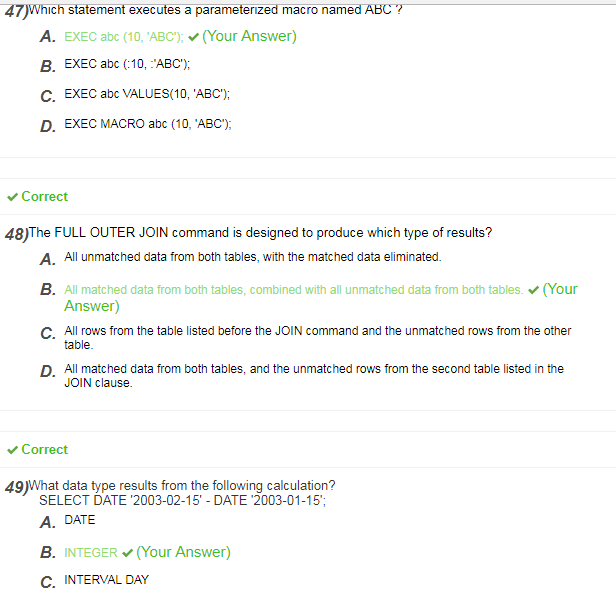 47)Which statement executes a parameterized macro named ABC ?
A. EXEC abc (10, 'ABC'); ✔ (Your Answer)
B. EXEC abc (:10, :'ABC');
C. EXEC abc VALUES(10, 'ABC');
D. EXEC MACRO abc (10, 'ABC');
✔ Correct
48)The FULL OUTER JOIN command is designed to produce which type of results?
A. All unmatched data from both tables, with the matched data eliminated.
B. All matched data from both tables, combined with all unmatched data from both tables. ✔ (Your
Answer)
C. All rows from the table listed before the JOIN command and the unmatched rows from the other
table.
D. All matched data from both tables, and the unmatched rows from the second table listed in the
JOIN clause.
✔ Correct
49)What data type results from the following calculation?
SELECT DATE '2003-02-15' - DATE '2003-01-15';
A. DATE
B. INTEGER ✔ (Your Answer)
C. INTERVAL DAY